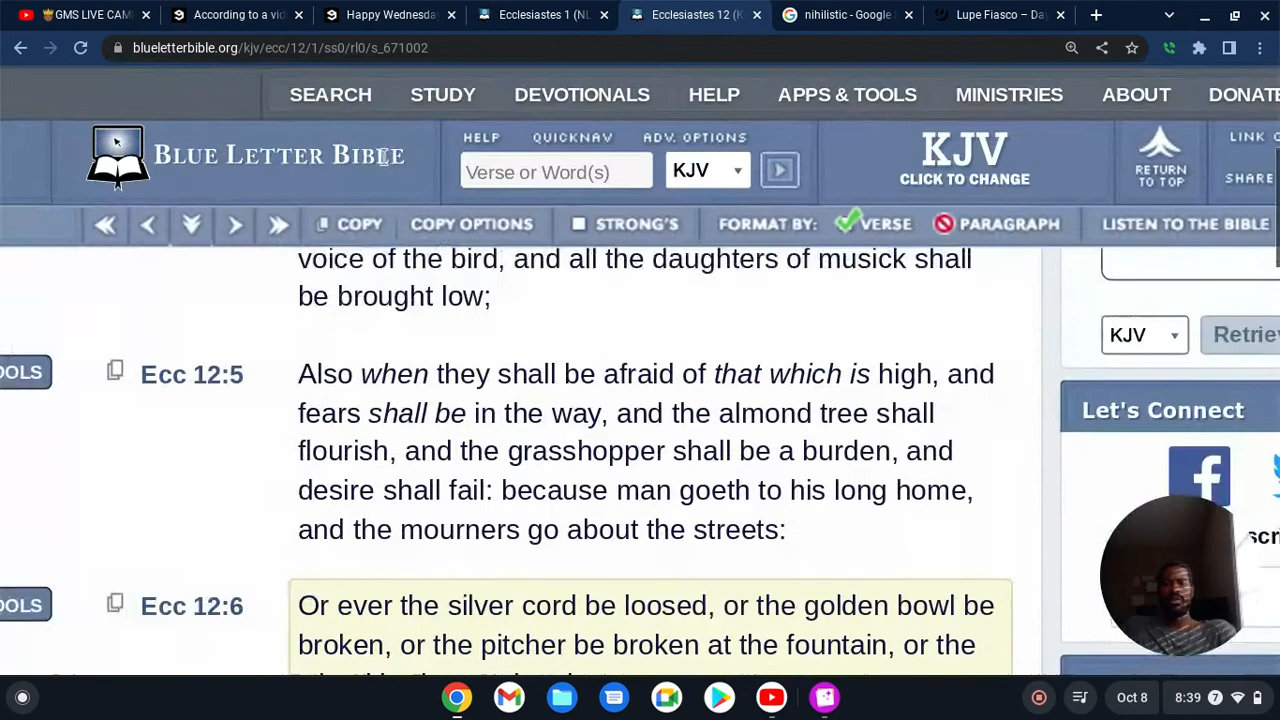 GMS LIVE CAM
According to a vid
Happy Wednesda
Ecclesiastes 1 (NL
Ecclesiastes 12 (K
nihilistic - Google
Lupe Fiasco – Da
blueletterbible.org/kjv/ecc/12/1/ss0/rl0/s_671002
SEARCH STUDY DEVOTIONALS HELP APPS & TOOLS MINISTRIES ABOUT DONATE
BLUE LETTER BIBLE
HELP QUICKNAV ADV. OPTIONS
Verse or Word(s)
KJV
KJV
CLICK TO CHANGE
RETURN
TO TOP
LINK
SHARE
COPY COPY OPTIONS STRONG'S FORMAT BY: VERSE PARAGRAPH LISTEN TO THE BIBLE
voice of the bird, and all the daughters of musick shall
be brought low;
OOLS
Ecc 12:5
Also when they shall be afraid of that which is high, and
fears shall be in the way, and the almond tree shall
flourish, and the grasshopper shall be a burden, and
desire shall fail: because man goeth to his long home,
and the mourners go about the streets:
OOLS
Ecc 12:6
Or ever the silver cord be loosed, or the golden bowl be
broken, or the pitcher be broken at the fountain, or the
KJV
Retrie
Let's Connect
scri
Oct 8
8:39
7